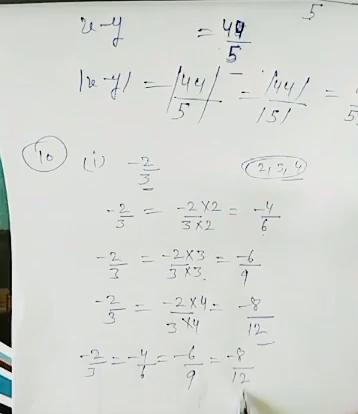 5
x-y = 44/5
|x-y| = |44/5| = |44|/|5| =
10 (i) -2/3 (2, 3, 4)
-2/3 = -2×2/3×2 = -4/6
-2/3 = -2×3/3×3 = -6/9
-2/3 = -2×4/3×4 = -8/12
-2/3 = -4/6 = -6/9 = -8/12